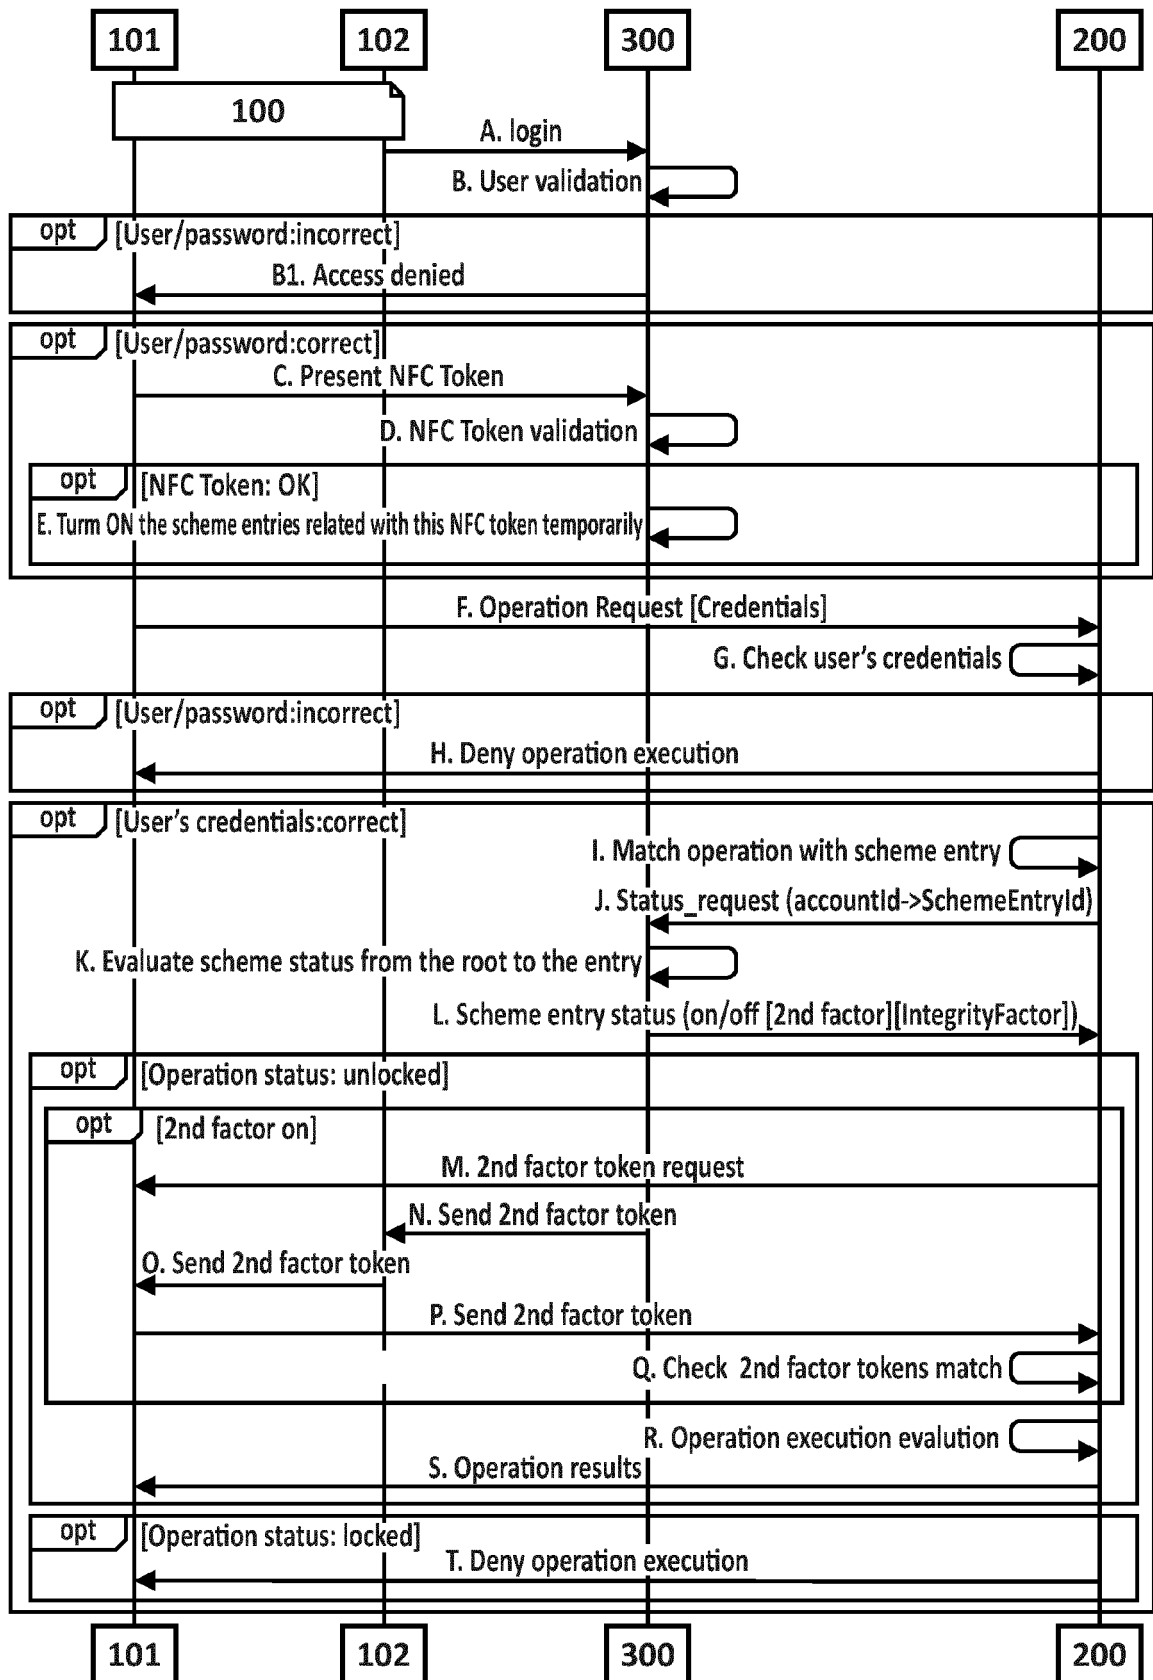 101 102 300 200
100
A. login
B. User validation
opt [User/password:incorrect]
B1. Access denied
opt [User/password:correct]
C. Present NFC Token
D. NFC Token validation
opt [NFC Token: OK]
E. Turm ON the scheme entries related with this NFC token temporarily
F. Operation Request [Credentials]
G. Check user's credentials
opt [User/password:incorrect]
H. Deny operation execution
opt [User's credentials:correct]
I. Match operation with scheme entry
J. Status_request (accountId->SchemeEntryId)
K. Evaluate scheme status from the root to the entry
L. Scheme entry status (on/off [2nd factor][IntegrityFactor])
opt [Operation status: unlocked]
opt [2nd factor on]
M. 2nd factor token request
N. Send 2nd factor token
O. Send 2nd factor token
P. Send 2nd factor token
Q. Check 2nd factor tokens match
R. Operation execution evalution
S. Operation results
opt [Operation status: locked]
T. Deny operation execution
101 102 300 200